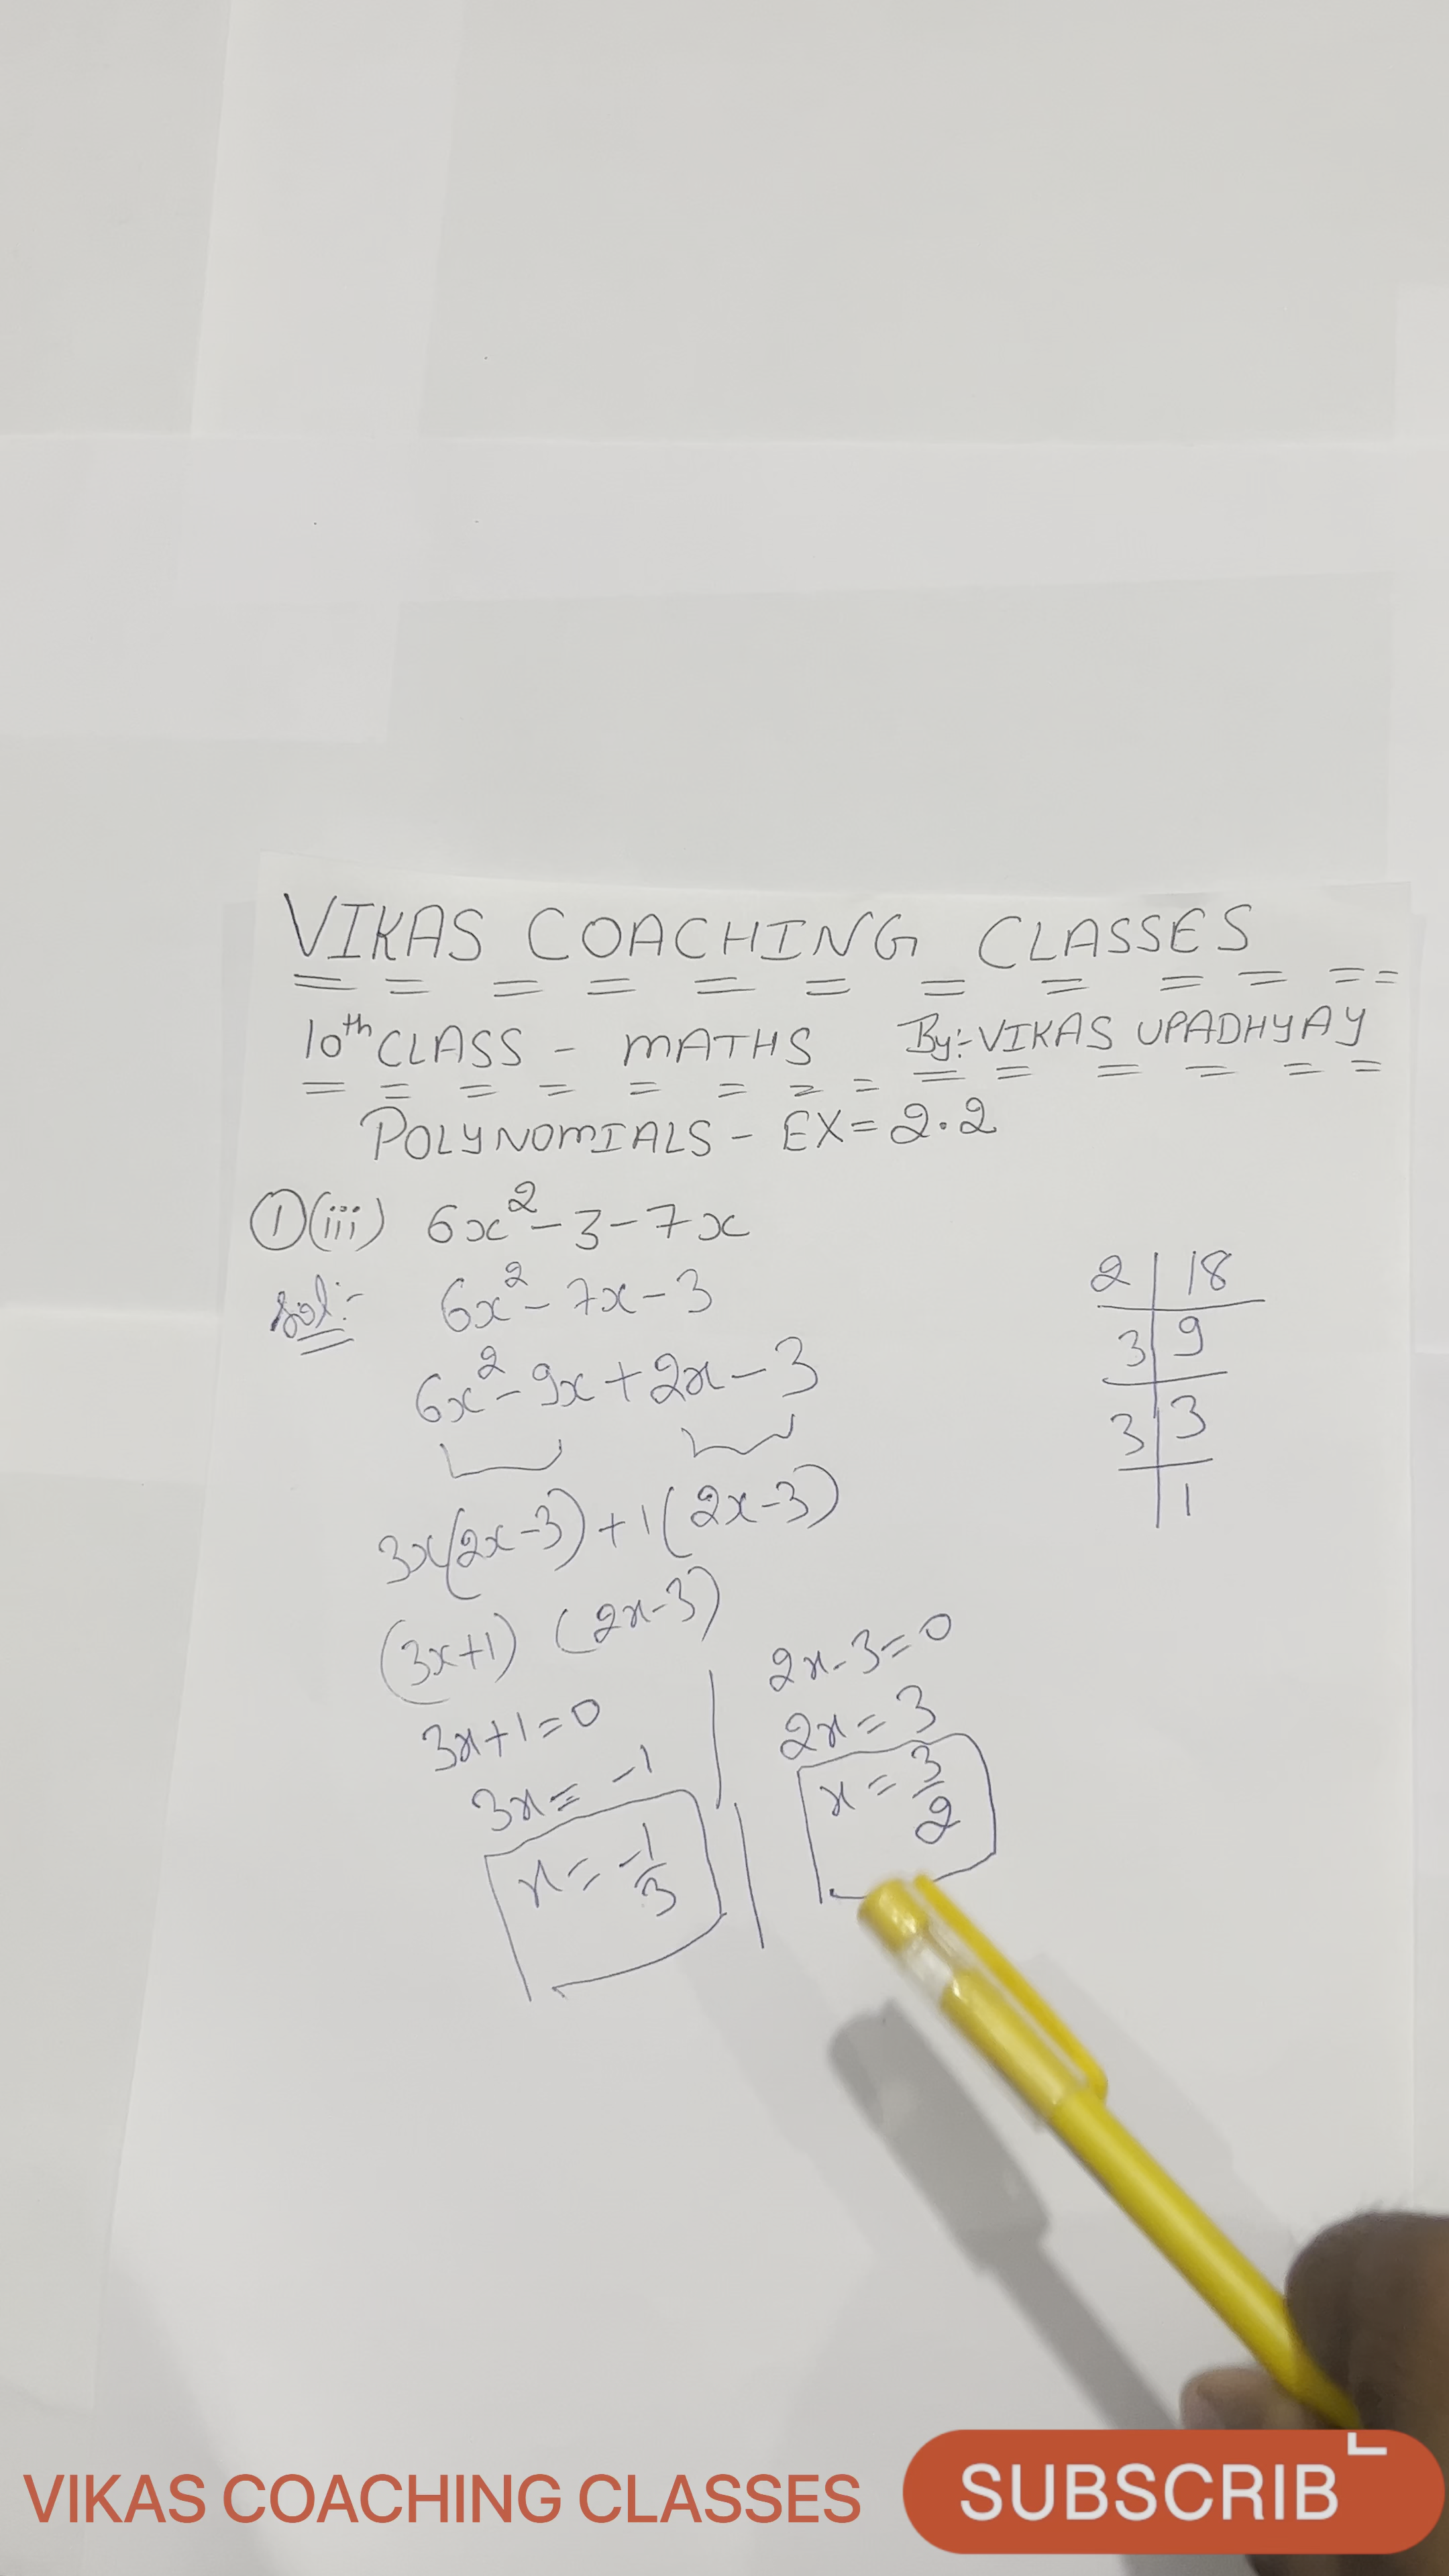 VIKAS COACHING CLASSES
10th CLASS - MATHS By:- VIKAS UPADHYAY
POLYNOMIALS - EX = 2.2
①(iii) 6x² - 3 - 7x
Sol:- 6x² - 7x - 3
6x² - 9x + 2x - 3
3x(2x-3) + 1(2x-3)
(3x+1) (2x-3)
3x+1=0
3x = -1
x = -1/3
2x-3=0
2x = 3
x = 3/2
2 | 18
3 | 9
3 | 3
| 1
VIKAS COACHING CLASSES
SUBSCRIB